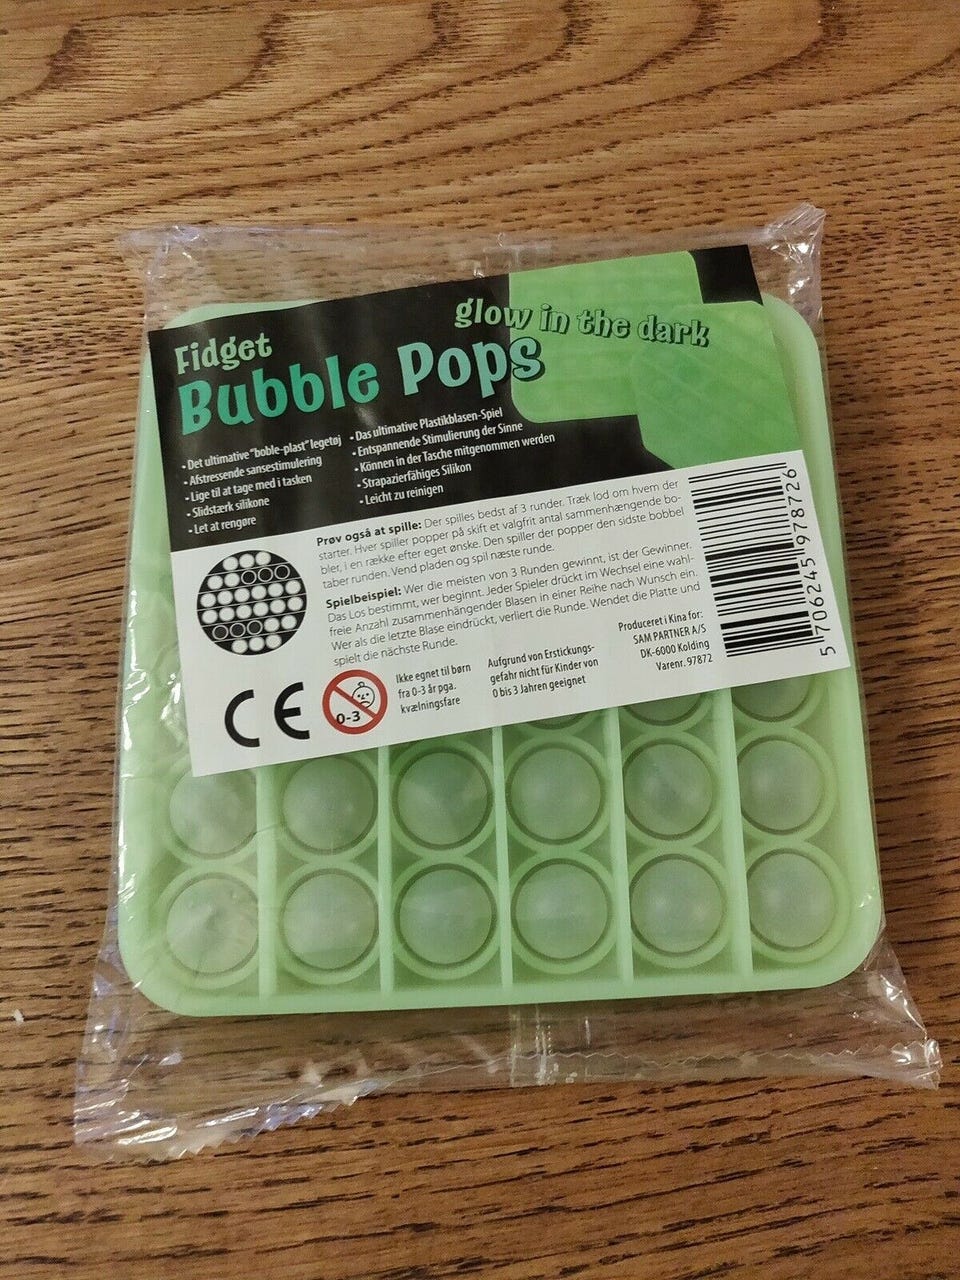 Fidget
glow in the dark
Bubble Pops
• Det ultimative "boble-plast" legetøj
• Afstressende sansestimulering
• Lige til at tage med i tasken
• Slidstærk silikone
• Let at rengøre
• Das ultimative Plastikblasen-Spiel
• Entspannende Stimulierung der Sinne
• Können in der Tasche mitgenommen werden
• Strapazierfähiges Silikon
• Leicht zu reinigen
Prøv også at spille: Der spilles bedst af 3 runder. Træk lod om hvem der
starter. Hver spiller popper på skift et valgfrit antal sammenhængende bo-
bler, i en række efter eget ønske. Den spiller der popper den sidste bobbel
taber runden. Vend pladen og spil næste runde.
Spielbeispiel: Wer die meisten von 3 Runden gewinnt, ist der Gewinner.
Das Los bestimmt, wer beginnt. Jeder Spieler drückt im Wechsel eine wahl-
freie Anzahl zusammenhängender Blasen in einer Reihe nach Wunsch ein.
Wer als die letzte Blase eindrückt, verliert die Runde. Wendet die Platte und
spielt die nächste Runde.
CE
0-3
Ikke egnet til børn
fra 0-3 år pga.
kvælningsfare
Aufgrund von Erstickungs-
gefahr nicht für Kinder von
0 bis 3 Jahren geeignet
Produceret i Kina for:
SAM PARTNER A/S
DK-6000 Kolding
Varenr. 97872
5 706245 978726